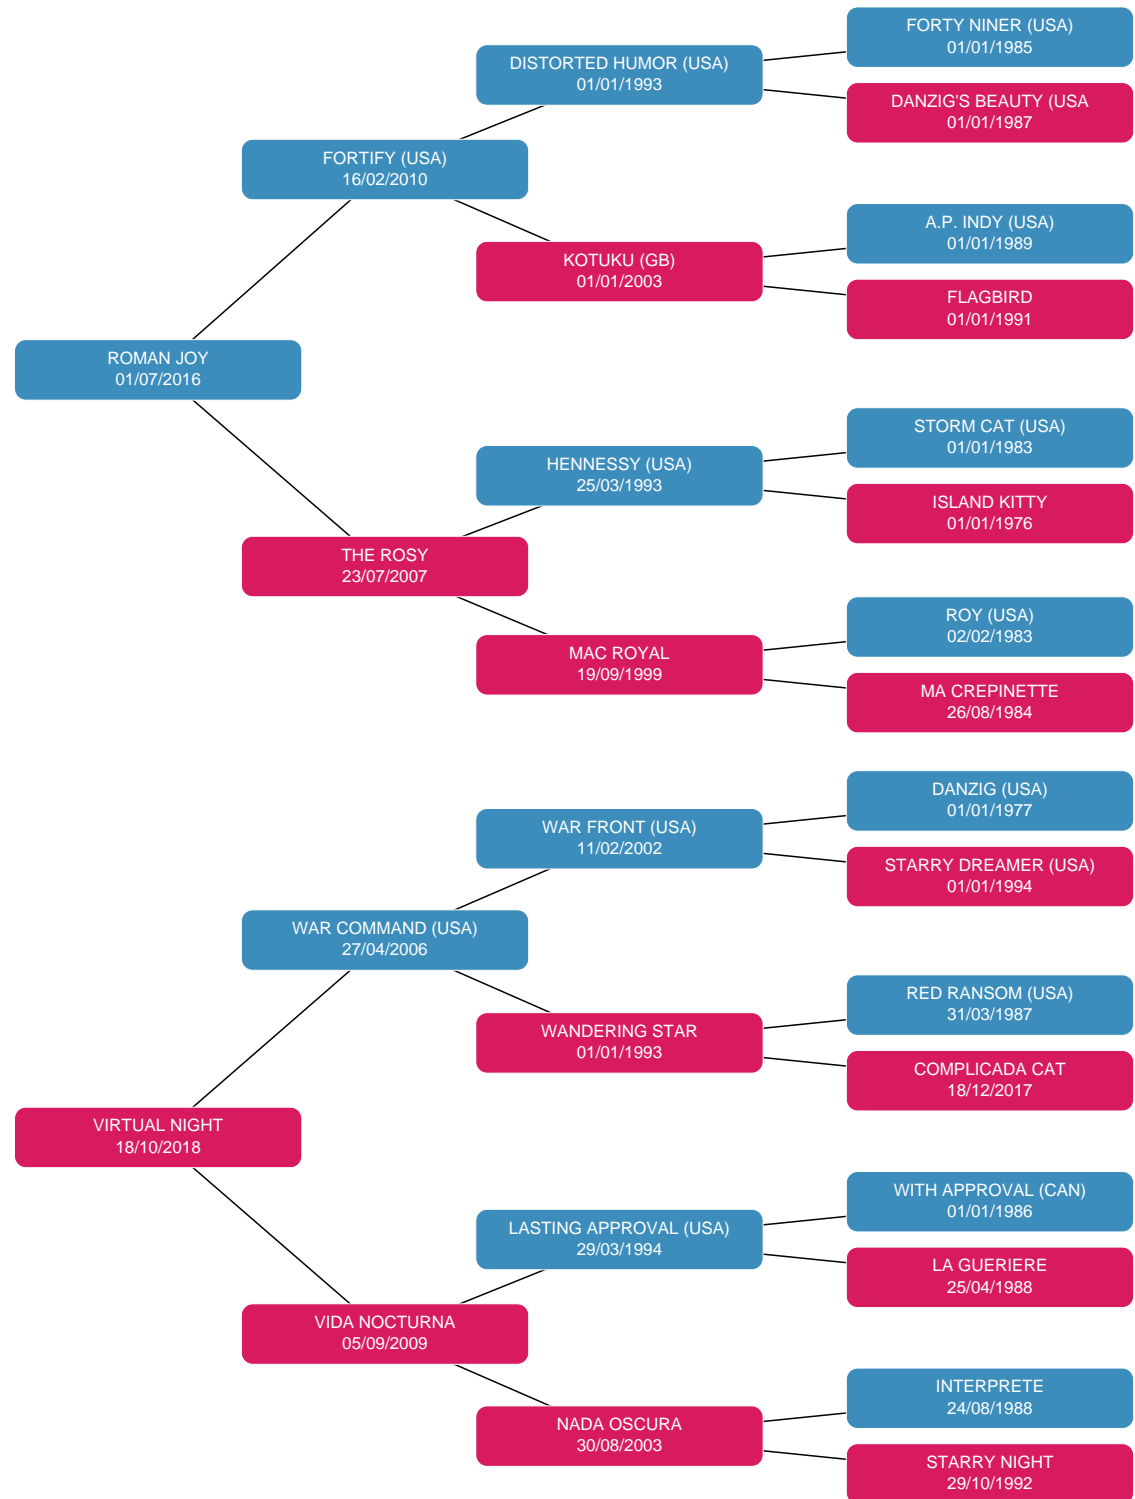 FORTY NINER (USA)
01/01/1985
DISTORTED HUMOR (USA)
01/01/1993
DANZIG'S BEAUTY (USA
01/01/1987
FORTIFY (USA)
16/02/2010
A.P. INDY (USA)
01/01/1989
KOTUKU (GB)
01/01/2003
FLAGBIRD
01/01/1991
ROMAN JOY
01/07/2016
STORM CAT (USA)
01/01/1983
HENNESSY (USA)
25/03/1993
ISLAND KITTY
01/01/1976
THE ROSY
23/07/2007
ROY (USA)
02/02/1983
MAC ROYAL
19/09/1999
MA CREPINETTE
26/08/1984
DANZIG (USA)
01/01/1977
WAR FRONT (USA)
11/02/2002
STARRY DREAMER (USA)
01/01/1994
WAR COMMAND (USA)
27/04/2006
RED RANSOM (USA)
31/03/1987
WANDERING STAR
01/01/1993
COMPLICADA CAT
18/12/2017
VIRTUAL NIGHT
18/10/2018
WITH APPROVAL (CAN)
01/01/1986
LASTING APPROVAL (USA)
29/03/1994
LA GUERIERE
25/04/1988
VIDA NOCTURNA
05/09/2009
INTERPRETE
24/08/1988
NADA OSCURA
30/08/2003
STARRY NIGHT
29/10/1992